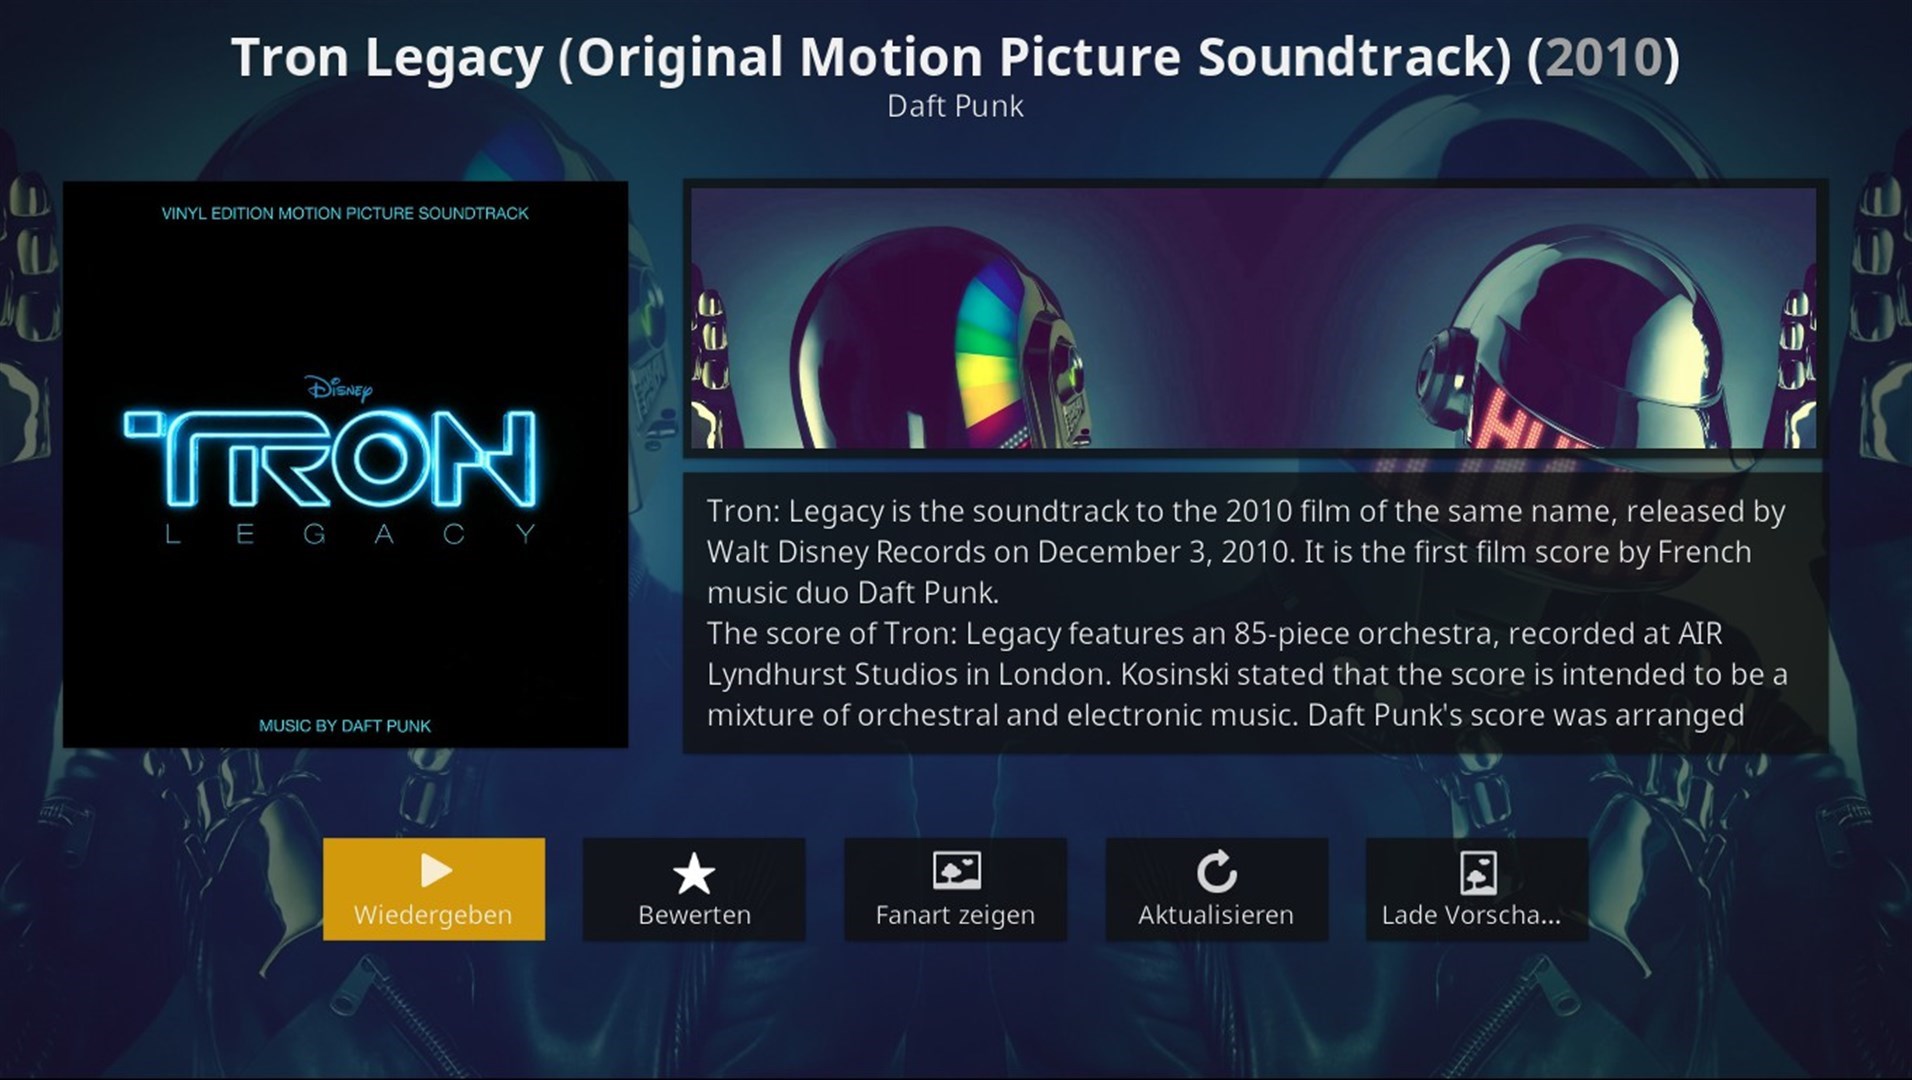 Tron Legacy (Original Motion Picture Soundtrack) (2010)
Daft Punk
VINYL EDITION MOTION PICTURE SOUNDTRACK
Disney
TRON
LEGACY
MUSIC BY DAFT PUNK
Tron: Legacy is the soundtrack to the 2010 film of the same name, released by
Walt Disney Records on December 3, 2010. It is the first film score by French
music duo Daft Punk.
The score of Tron: Legacy features an 85-piece orchestra, recorded at AIR
Lyndhurst Studios in London. Kosinski stated that the score is intended to be a
mixture of orchestral and electronic music. Daft Punk's score was arranged
Wiedergeben
Bewerten
Fanart zeigen
Aktualisieren
Lade Vorscha...